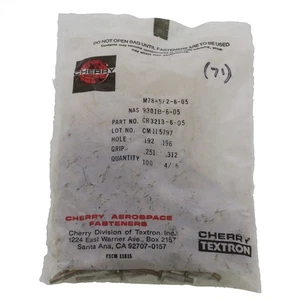 DO NOT OPEN BAG UNTIL FASTENERS ARE TO BE USED
CHERRY
(71)
M7885/2-6-05
NAS 9301B-6-05
PART NO. CR3213-6-05
LOT NO. CM115797
HOLE .192 .196
GRIP .251 .312
QUANTITY 100
CHERRY AEROSPACE
FASTENERS
Cherry Division of Textron Inc.
1224 East Warner Ave, Box 2157
Santa Ana, CA 92707-0157
FSCM 11815
CHERRY
TEXTRON